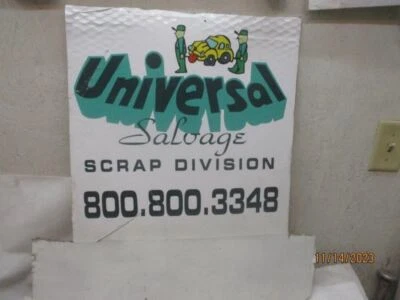 Universal
Salvage
SCRAP DIVISION
800.800.3348
11/14/2023